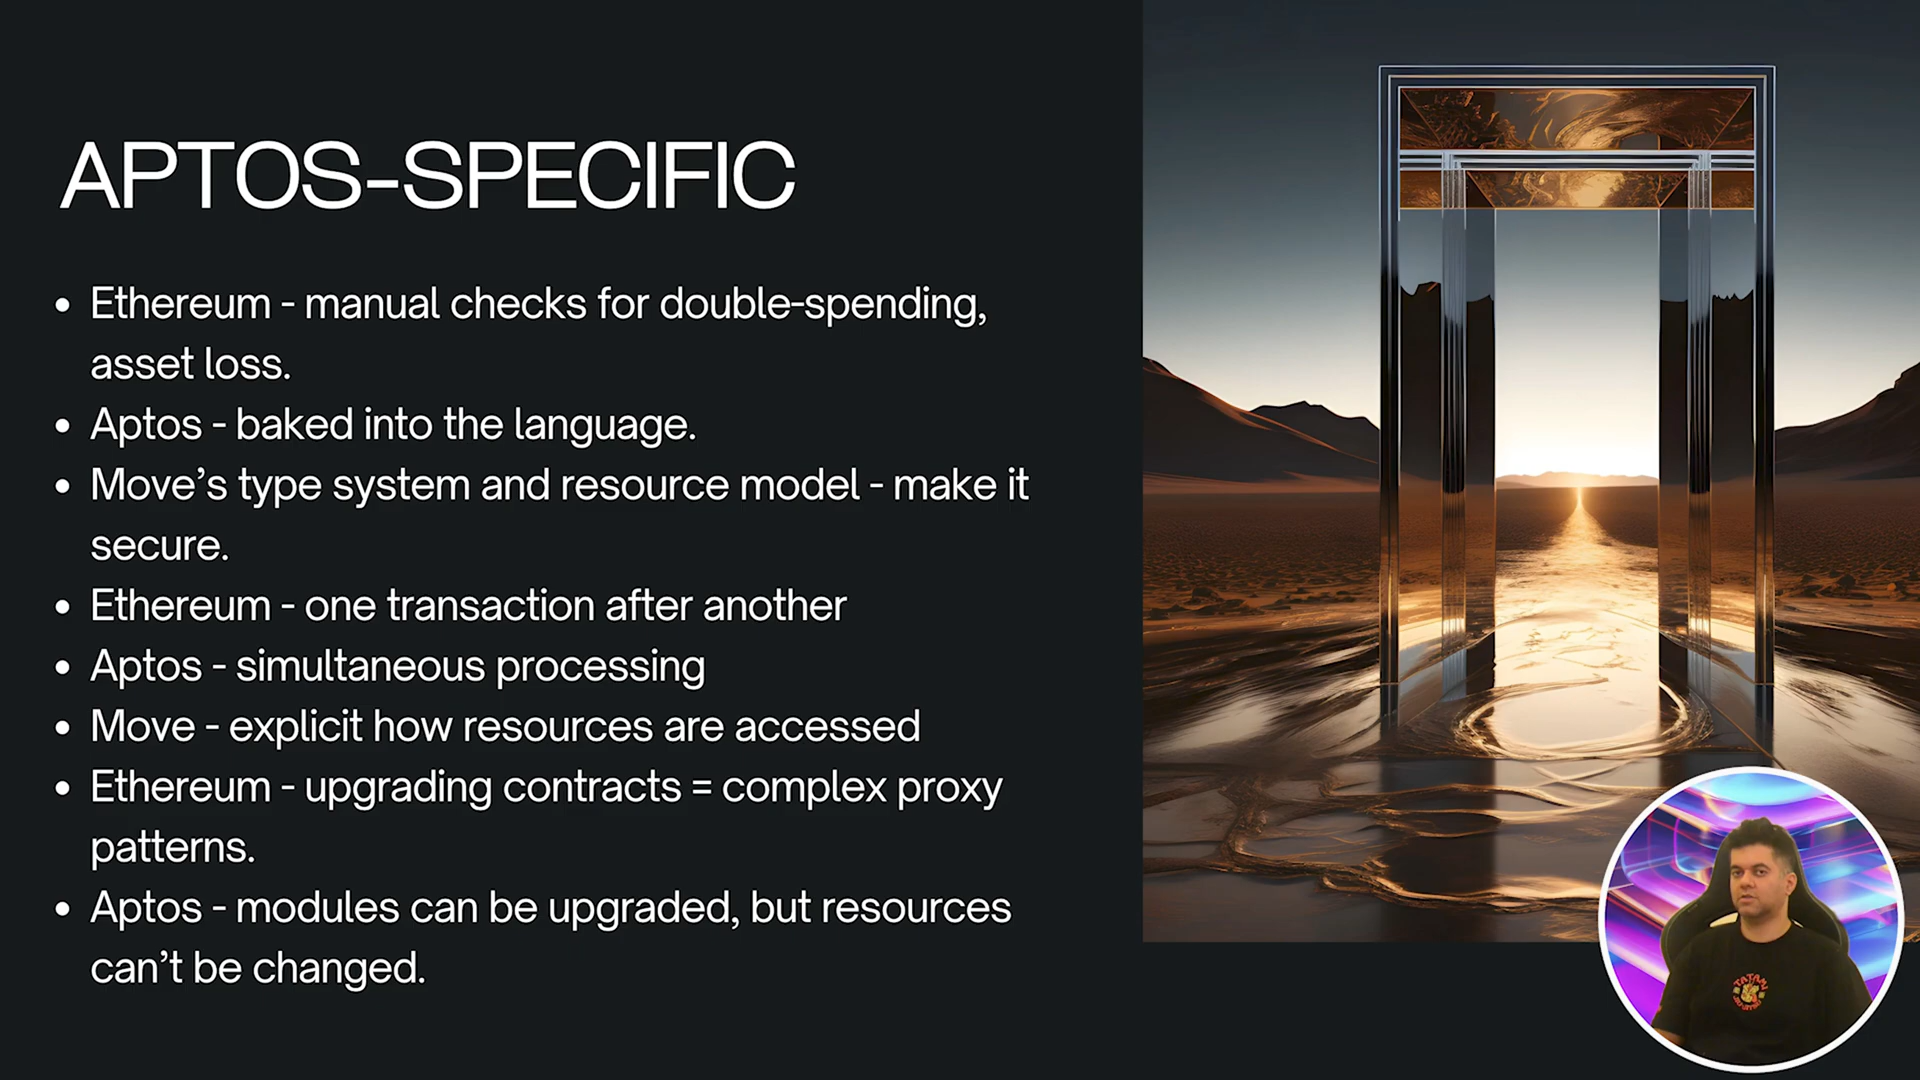 APTOS-SPECIFIC
• Ethereum - manual checks for double-spending,
asset loss.
• Aptos - baked into the language.
• Move’s type system and resource model - make it
secure.
• Ethereum - one transaction after another
• Aptos - simultaneous processing
• Move - explicit how resources are accessed
• Ethereum - upgrading contracts = complex proxy
patterns.
• Aptos - modules can be upgraded, but resources
can’t be changed.